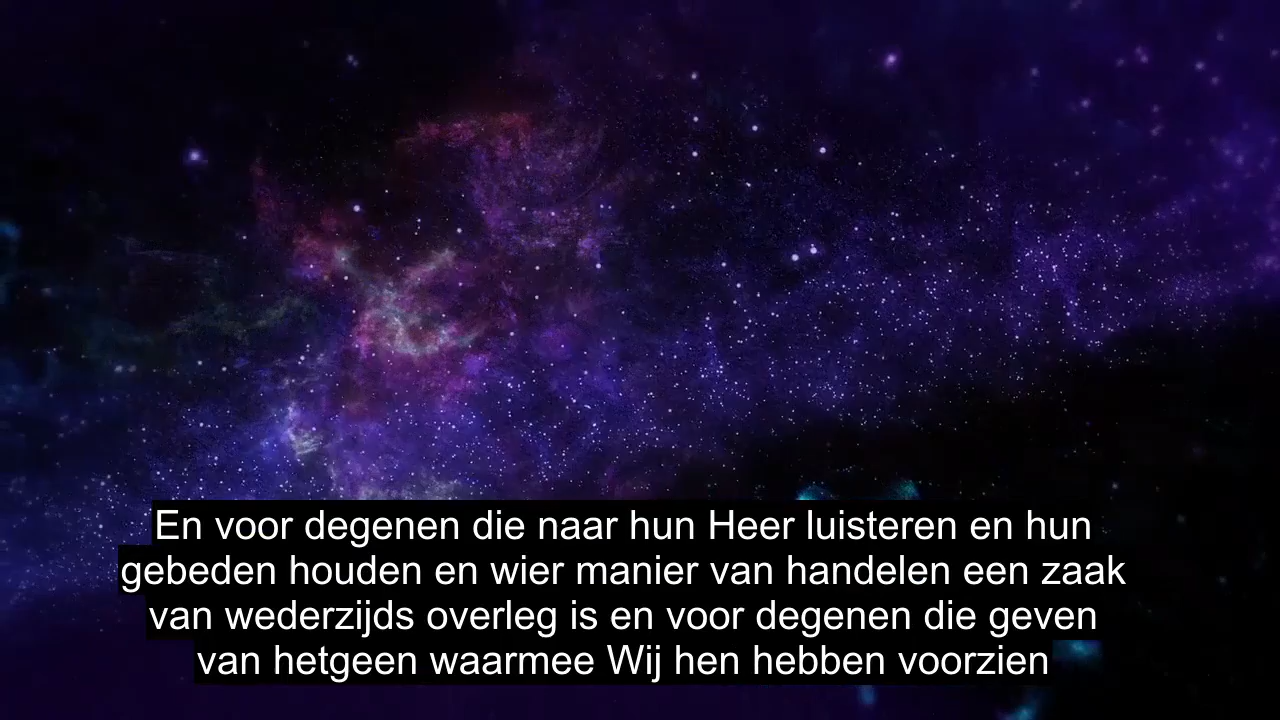 En voor degenen die naar hun Heer luisteren en hun
gebeden houden en wier manier van handelen een zaak
van wederzijds overleg is en voor degenen die geven
van hetgeen waarmee Wij hen hebben voorzien